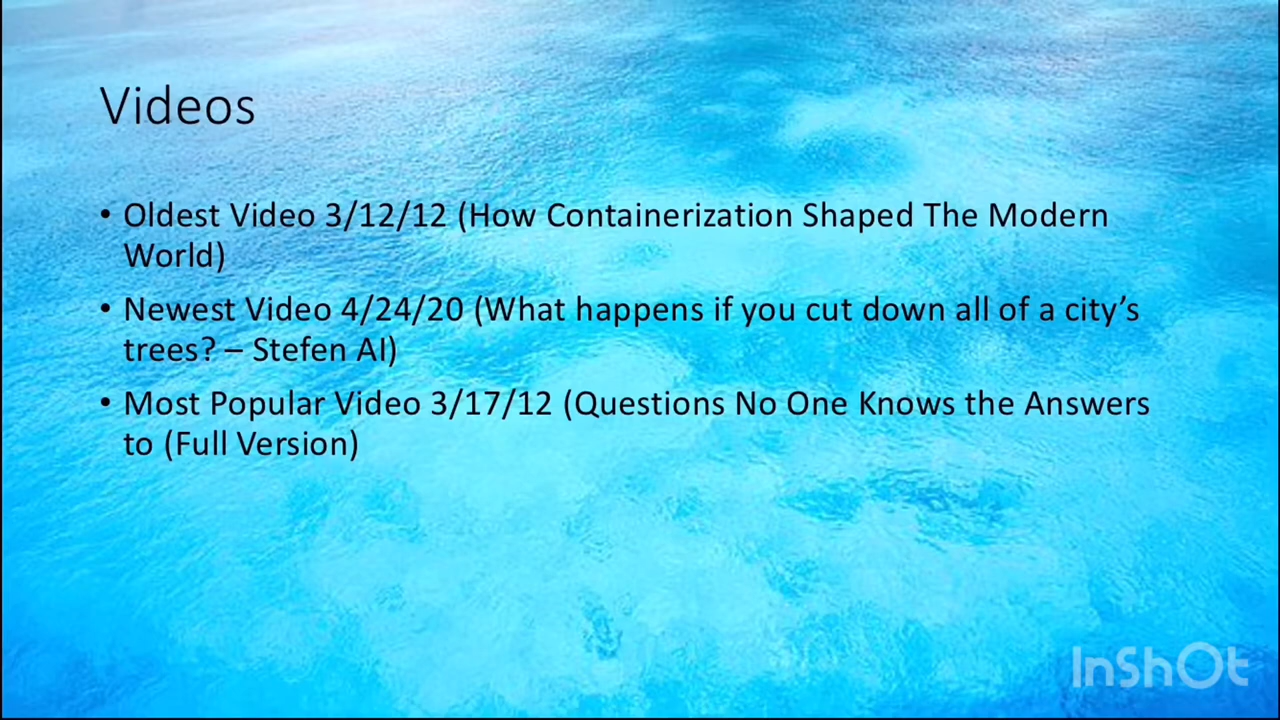 Videos
• Oldest Video 3/12/12 (How Containerization Shaped The Modern
World)
• Newest Video 4/24/20 (What happens if you cut down all of a city’s
trees? – Stefen AI)
• Most Popular Video 3/17/12 (Questions No One Knows the Answers
to (Full Version)
InShOt